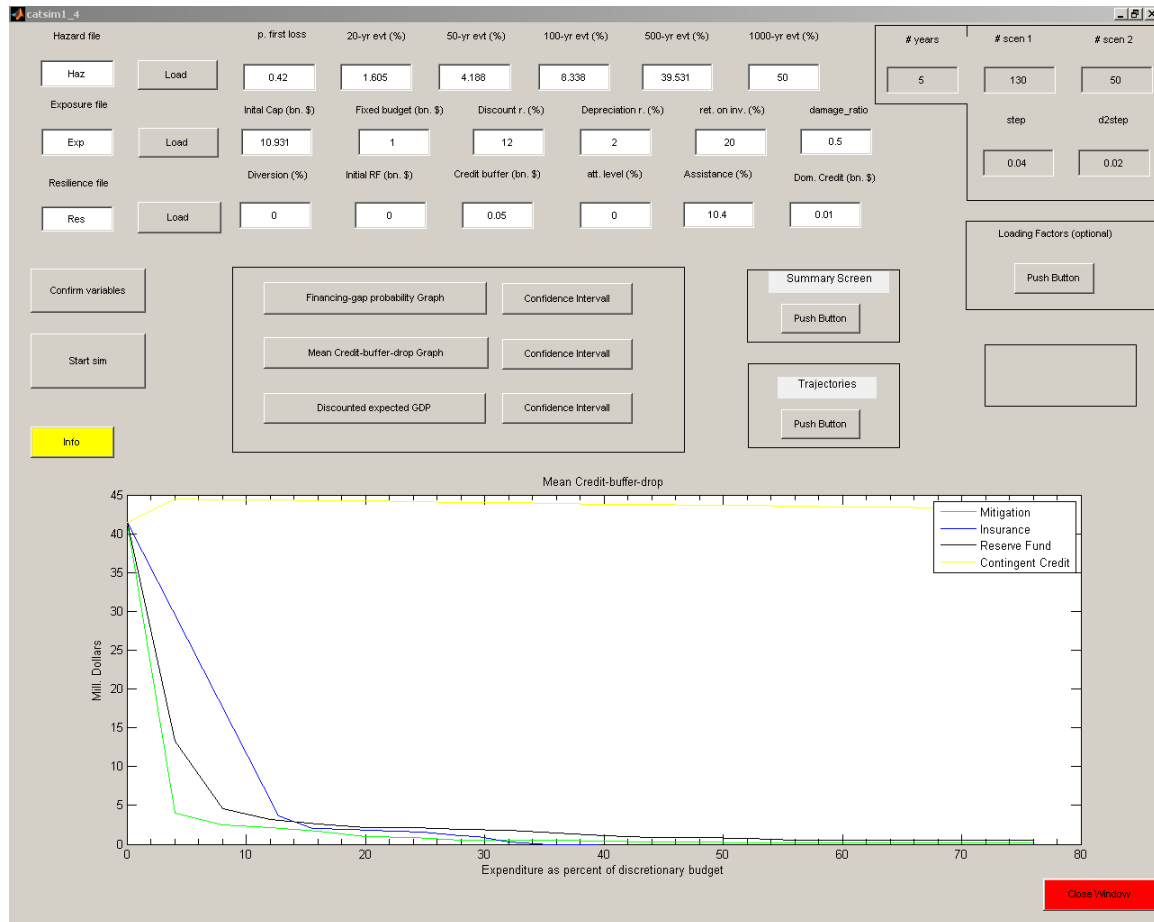 catsim1_4
Hazard file p. first loss 20-yr evt (%) 50-yr evt (%) 100-yr evt (%) 500-yr evt (%) 1000-yr evt (%) # years # scen 1 # scen 2
Haz Load 0.42 1.605 4.188 8.338 39.531 50 5 130 50
Exposure file Inital Cap (bn. $) Fixed budget (bn. $) Discount r. (%) Depreciation r. (%) ret. on inv. (%) damage_ratio step d2step
Exp Load 10.931 1 12 2 20 0.5 0.04 0.02
Resilience file Diversion (%) Initial RF (bn. $) Credit buffer (bn. $) att. level (%) Assistance (%) Dom. Credit (bn. $)
Res Load 0 0 0.05 0 10.4 0.01
Loading Factors (optional)
Push Button
Confirm variables
Start sim
Info
Financing-gap probability Graph Confidence Intervall
Mean Credit-buffer-drop Graph Confidence Intervall
Discounted expected GDP Confidence Intervall
Summary Screen
Push Button
Trajectories
Push Button
Mean Credit-buffer-drop
Mill. Dollars
45
40
35
30
25
20
15
10
5
0
Mitigation
Insurance
Reserve Fund
Contingent Credit
0 10 20 30 40 50 60 70 80
Expenditure as percent of discretionary budget
Close Window